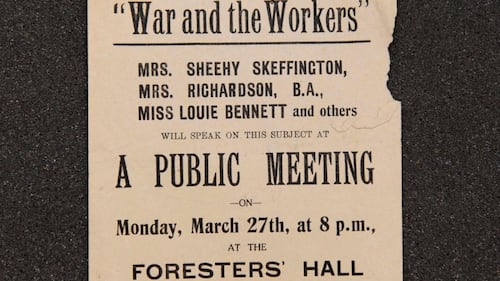 "War and the Workers"
MRS. SHEEHY SKEFFINGTON,
MRS. RICHARDSON, B.A.,
MISS LOUIE BENNETT and others
WILL SPEAK ON THIS SUBJECT AT
A PUBLIC MEETING
—ON—
Monday, March 27th, at 8 p.m.,
AT THE
FORESTERS' HALL